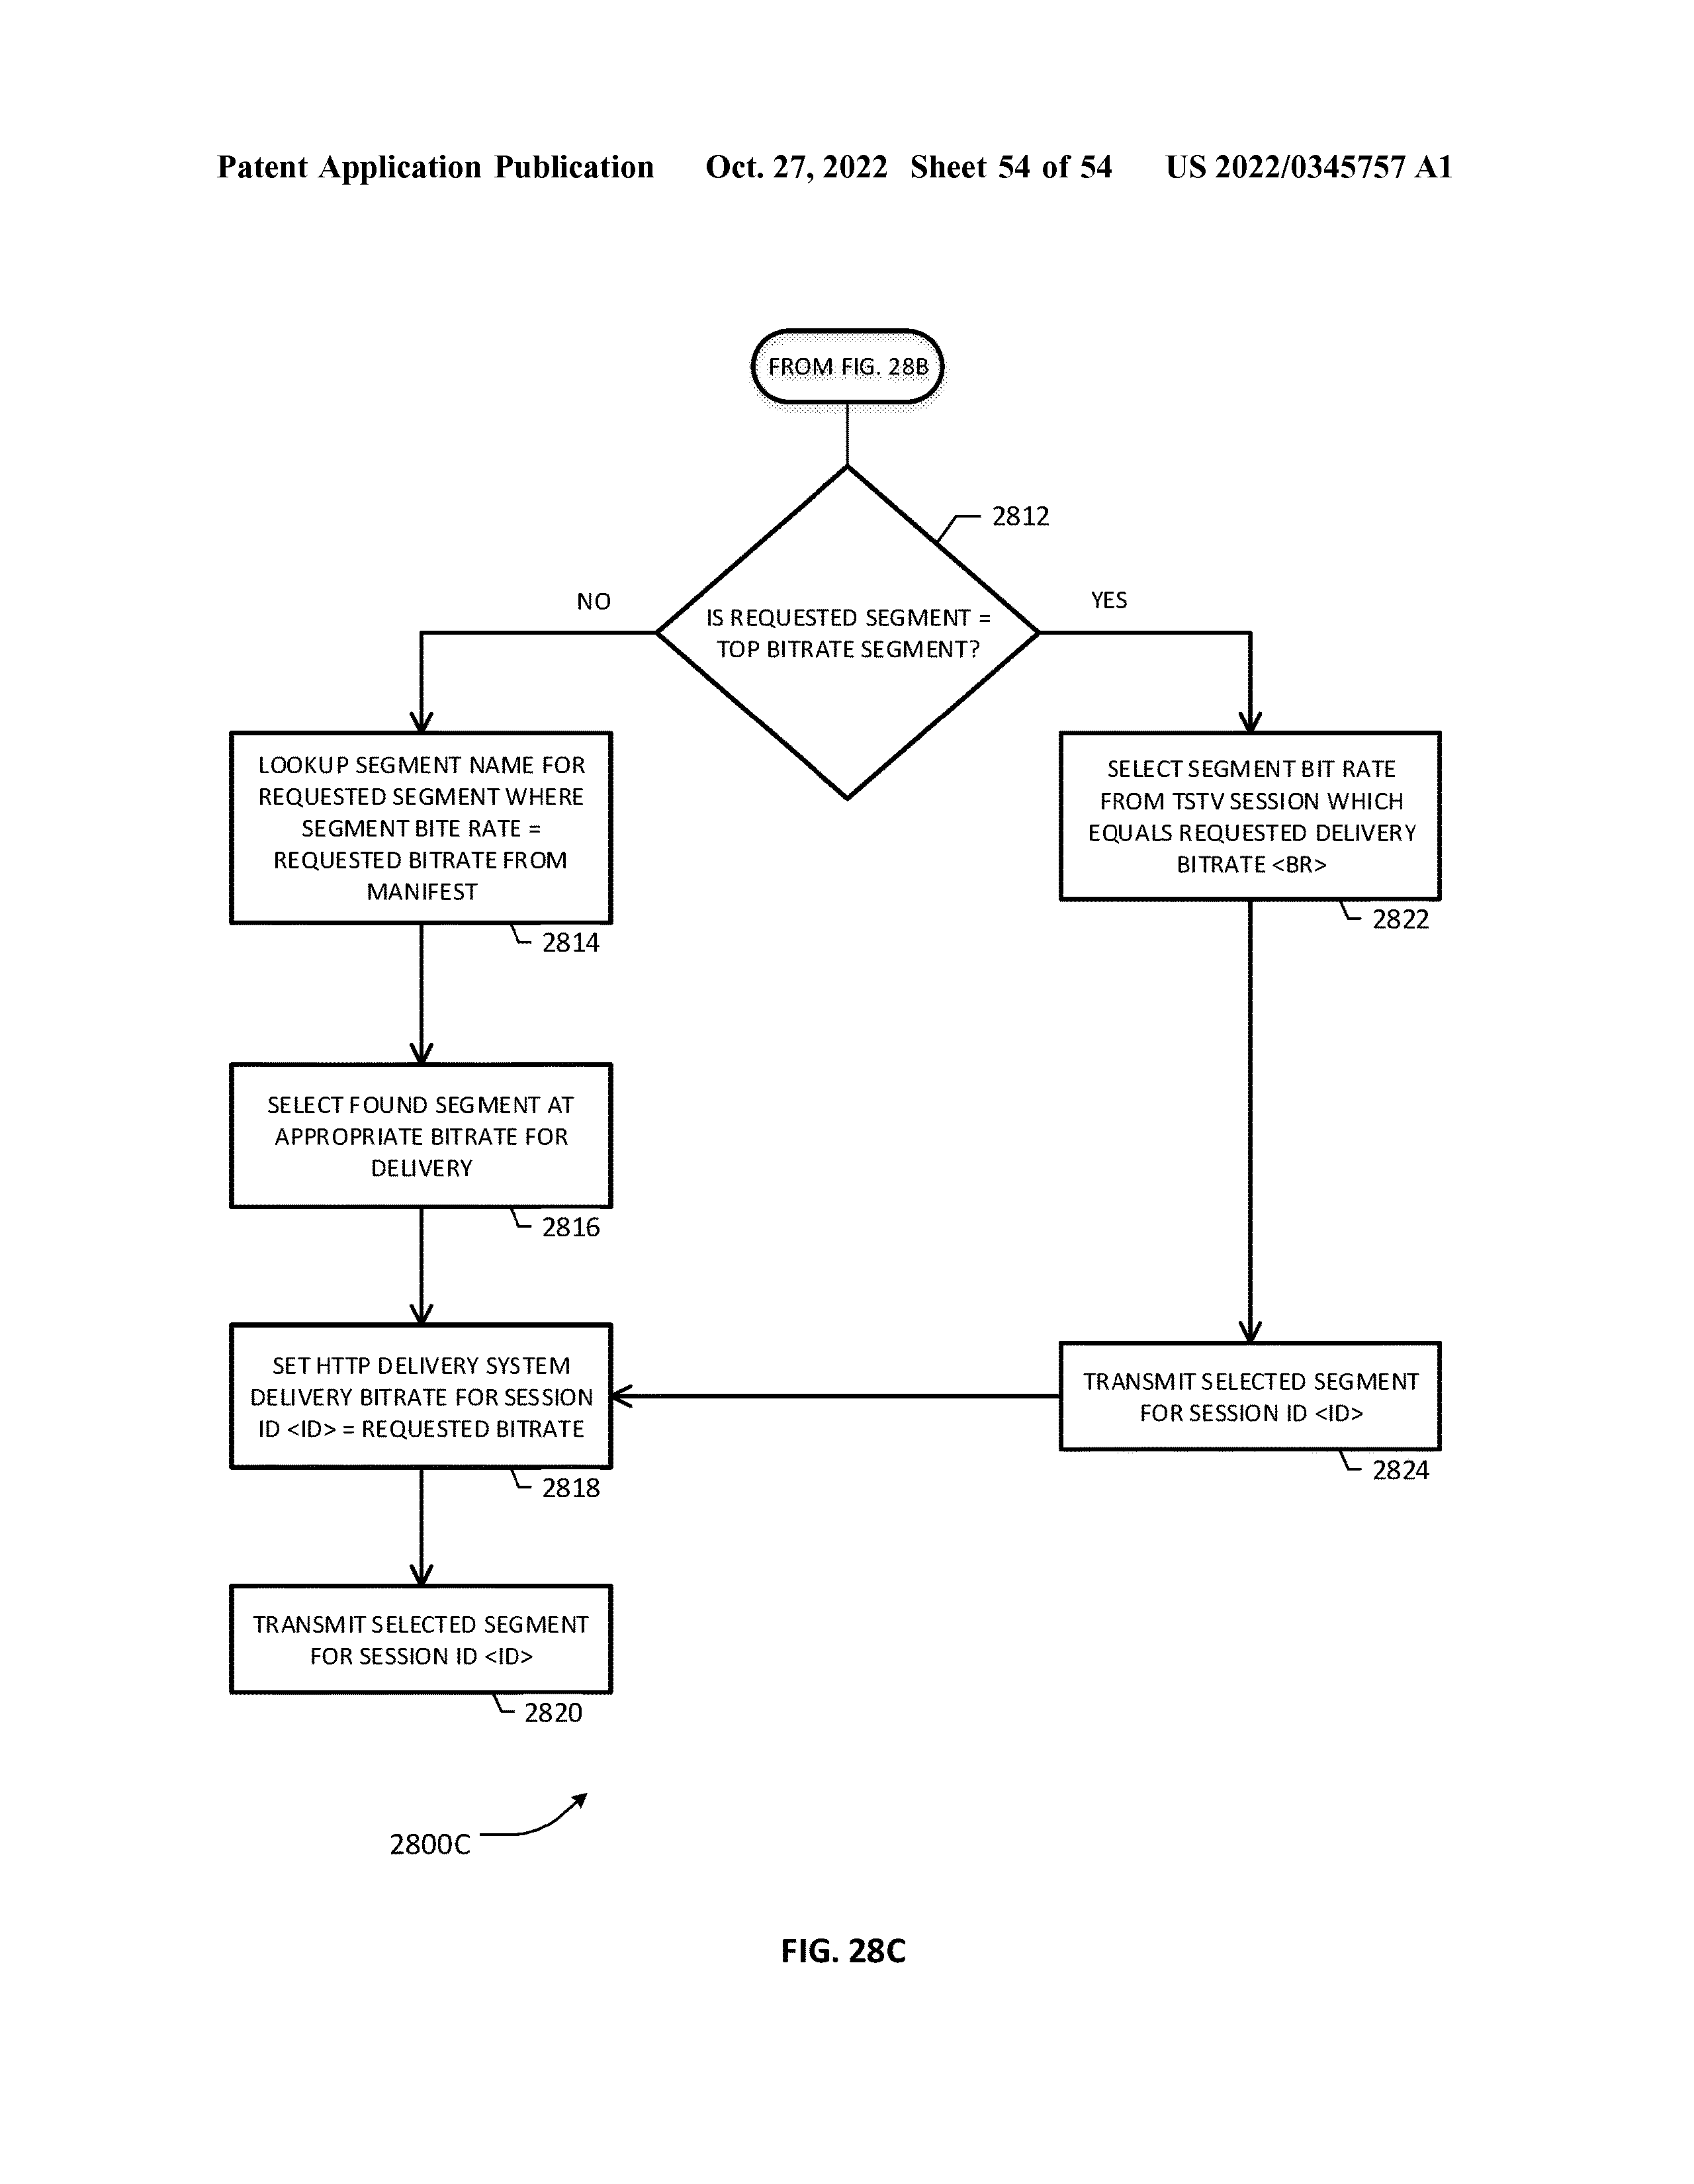 Patent Application Publication Oct. 27, 2022 Sheet 54 of 54 US 2022/0345757 A1
FROM FIG. 28B
2812
NO
YES
IS REQUESTED SEGMENT =
TOP BITRATE SEGMENT?
LOOKUP SEGMENT NAME FOR
REQUESTED SEGMENT WHERE
SEGMENT BITE RATE =
REQUESTED BITRATE FROM
MANIFEST
2814
SELECT SEGMENT BIT RATE
FROM TSTV SESSION WHICH
EQUALS REQUESTED DELIVERY
BITRATE <BR>
2822
SELECT FOUND SEGMENT AT
APPROPRIATE BITRATE FOR
DELIVERY
2816
SET HTTP DELIVERY SYSTEM
DELIVERY BITRATE FOR SESSION
ID <ID> = REQUESTED BITRATE
2818
TRANSMIT SELECTED SEGMENT
FOR SESSION ID <ID>
2824
TRANSMIT SELECTED SEGMENT
FOR SESSION ID <ID>
2820
2800C
FIG. 28C